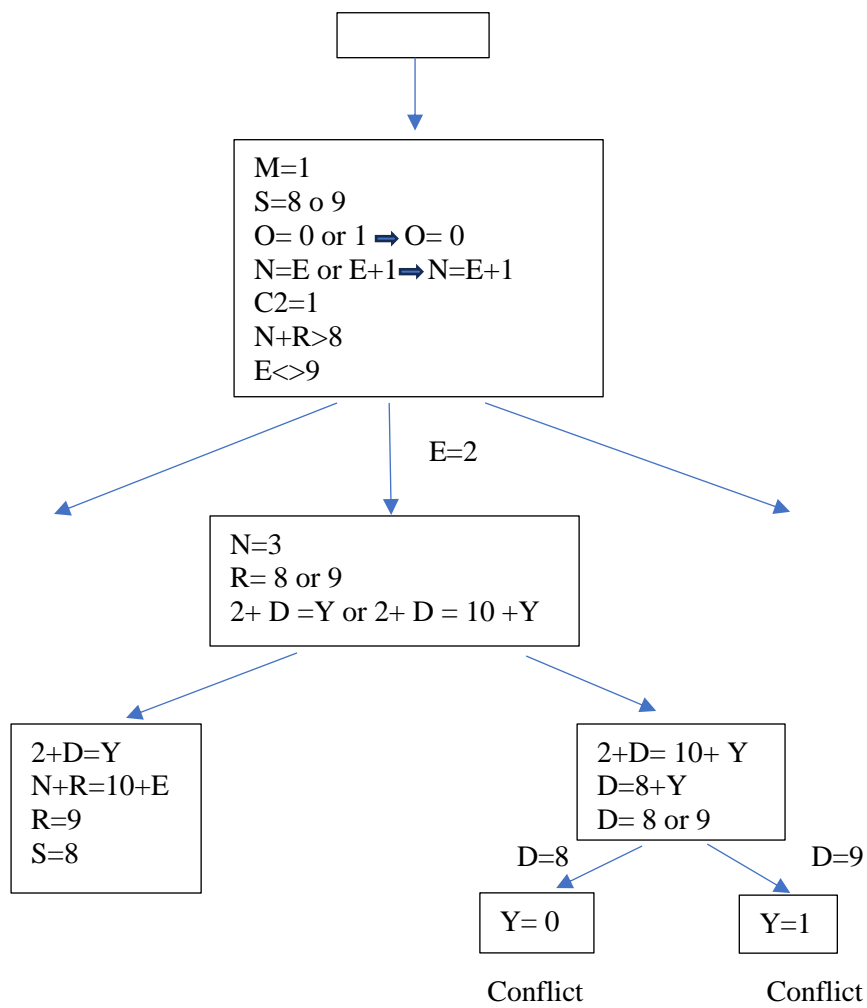 M=1
S=8 o 9
O= 0 or 1 ➡ O= 0
N=E or E+1➡ N=E+1
C2=1
N+R>8
E<>9
E=2
N=3
R= 8 or 9
2+ D =Y or 2+ D = 10 +Y
2+D=Y
N+R=10+E
R=9
S=8
2+D= 10+ Y
D=8+Y
D= 8 or 9
D=8
D=9
Y= 0
Y=1
Conflict
Conflict